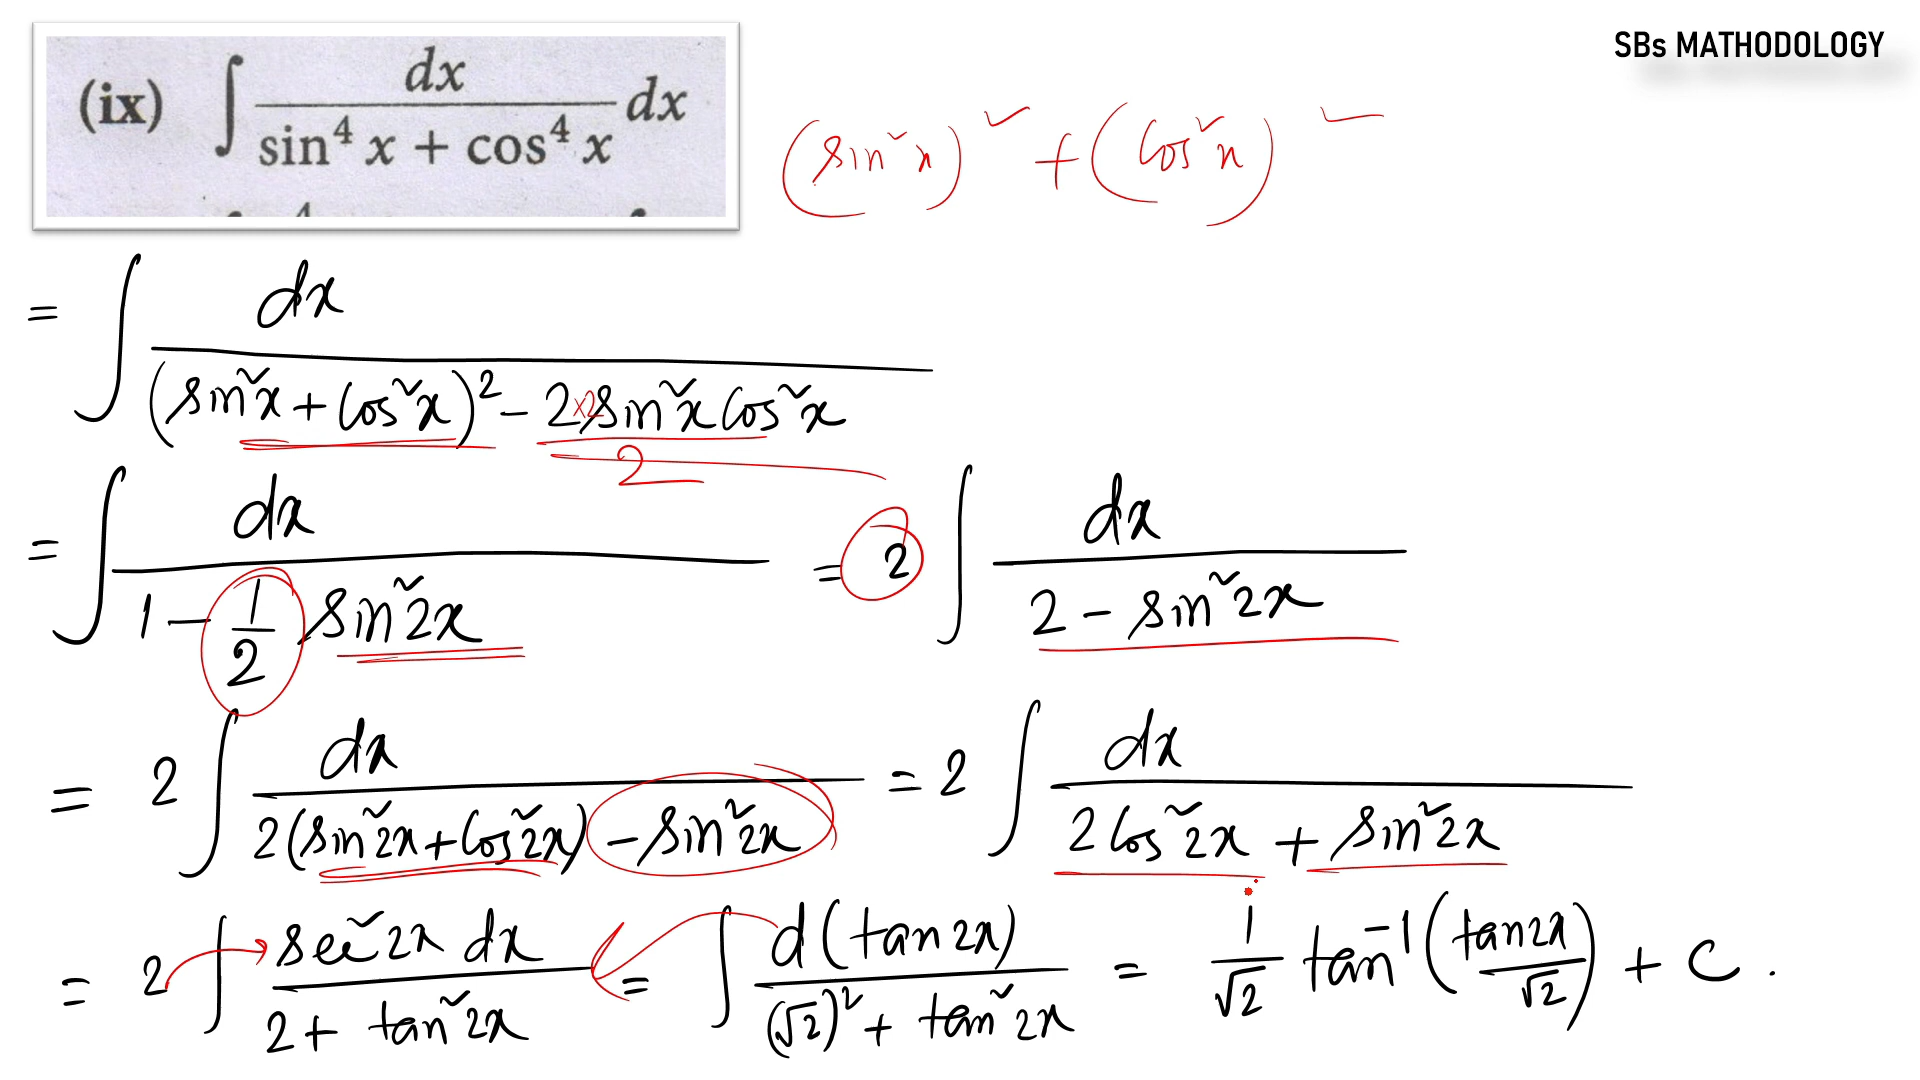 SBs MATHODOLOGY
(ix) ∫ dx / (sin⁴ x + cos⁴ x) dx
(sin²x)² + (cos²x)²
= ∫ dx / ((sin²x + cos²x)² − 2×2 sin²x cos²x / 2)
= ∫ dx / (1 − 1/2 sin²2x) = 2 ∫ dx / (2 − sin²2x)
= 2 ∫ dx / (2(sin²2x + cos²2x) − sin²2x) = 2 ∫ dx / (2cos²2x + sin²2x)
= 2 ∫ sec²2x dx / (2 + tan²2x) = ∫ d(tan2x) / ((√2)² + tan²2x) = 1/√2 tan⁻¹(tan2x/√2) + c.